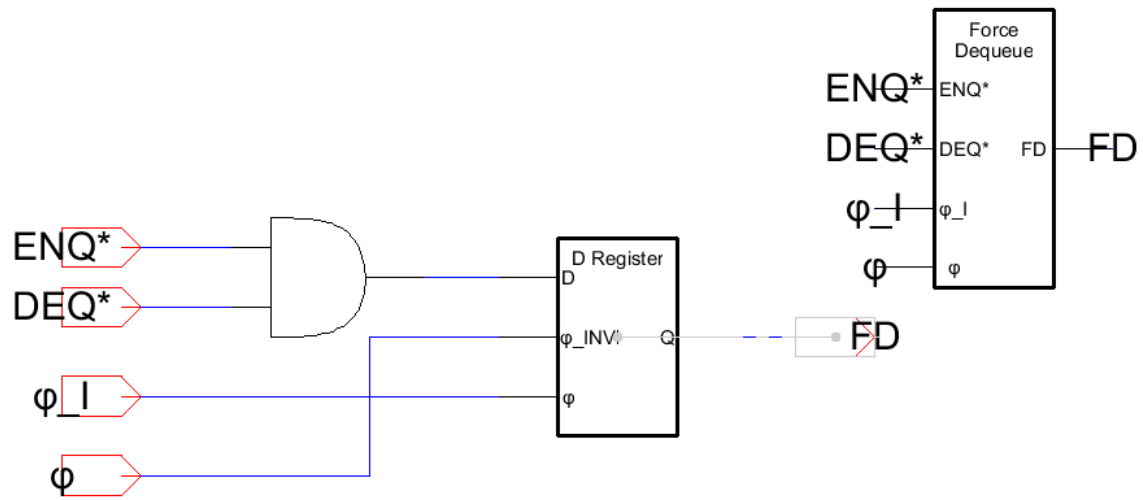 Force
Dequeue
ENQ* ENQ*
DEQ* DEQ* FD FD
φ_I φ_I
φ φ
ENQ*
D Register
DEQ*
D
φ_INV Q
FD
φ_I
φ
φ